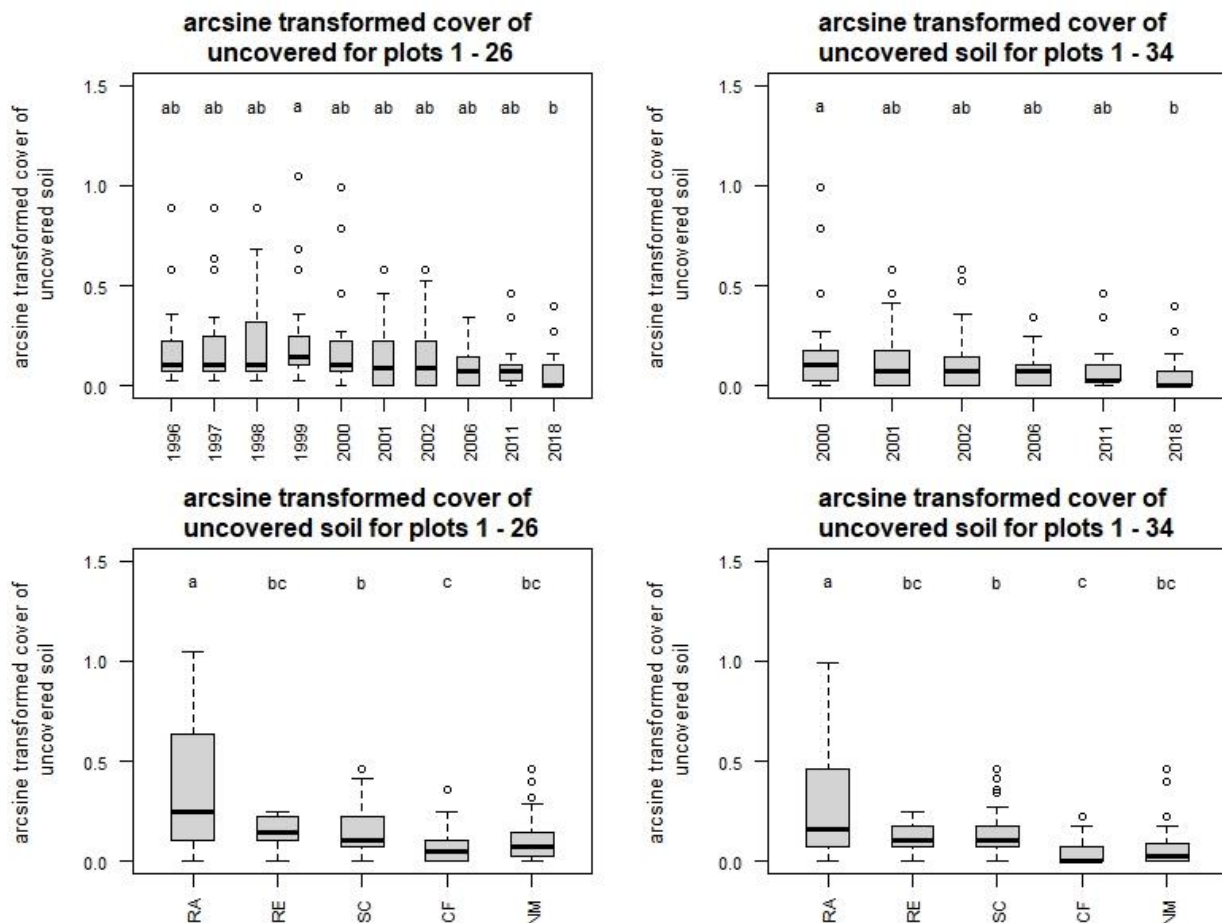 arcsine transformed cover of
uncovered for plots 1 - 26
arcsine transformed cover of
uncovered soil
1.5
1.0
0.5
0.0
ab ab ab a ab ab ab ab ab b
1996 1997 1998 1999 2000 2001 2002 2006 2011 2018
arcsine transformed cover of
uncovered soil for plots 1 - 34
arcsine transformed cover of
uncovered soil
1.5
1.0
0.5
0.0
a ab ab ab ab b
2000 2001 2002 2006 2011 2018
arcsine transformed cover of
uncovered soil for plots 1 - 26
arcsine transformed cover of
uncovered soil
1.5
1.0
0.5
0.0
a bc b c bc
RA RE SC CF NM
arcsine transformed cover of
uncovered soil for plots 1 - 34
arcsine transformed cover of
uncovered soil
1.5
1.0
0.5
0.0
a bc b c bc
RA RE SC CF NM